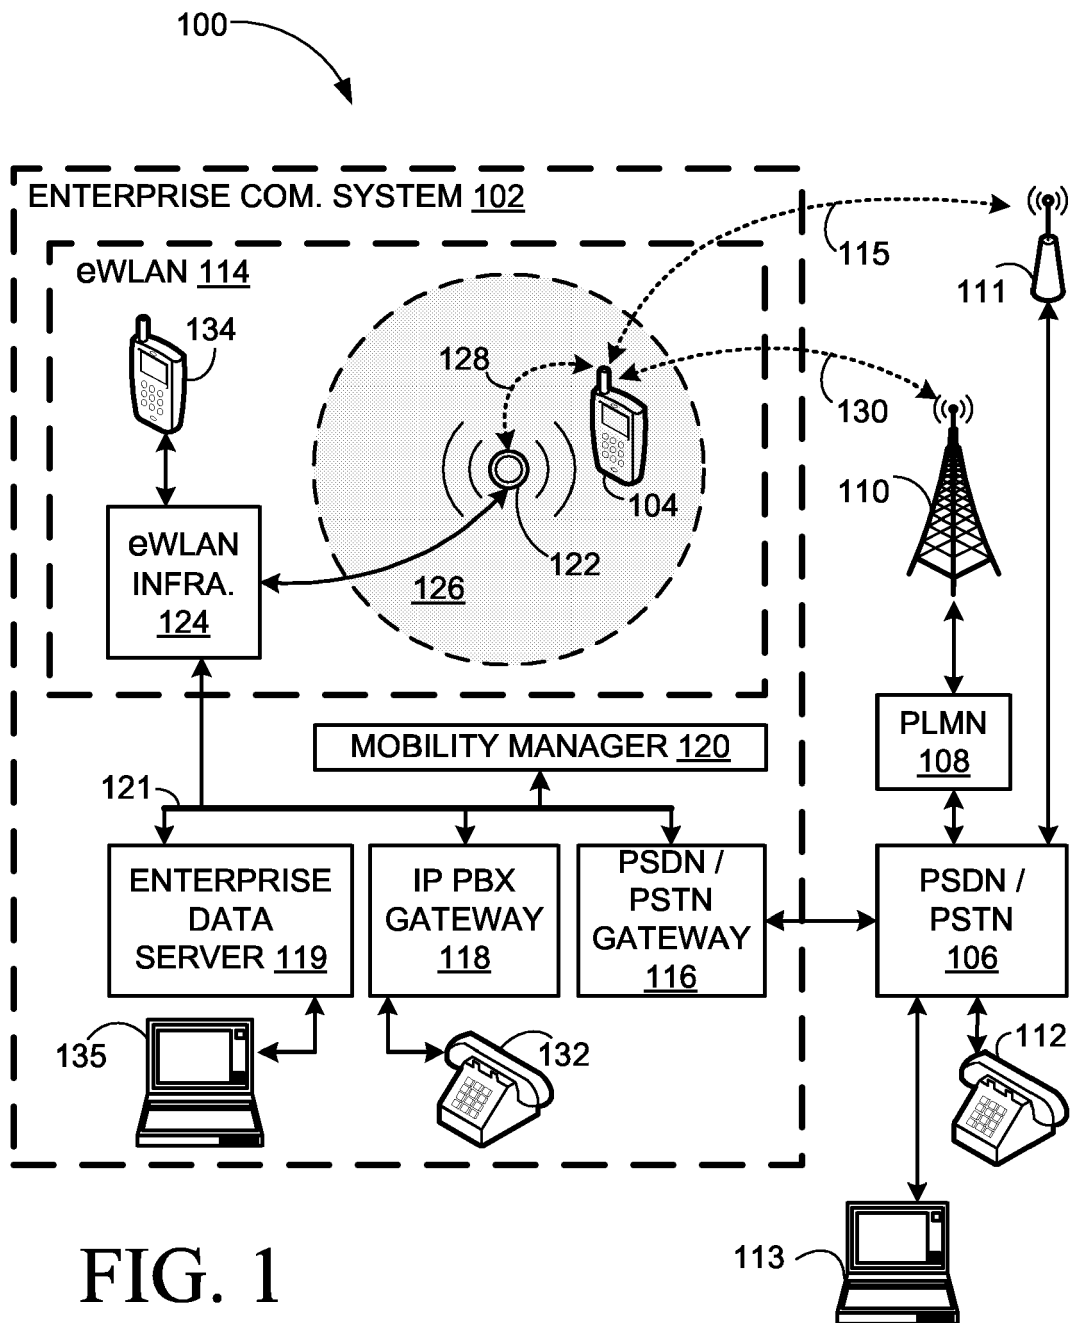 100
ENTERPRISE COM. SYSTEM 102
eWLAN 114
134
128
115
111
130
110
104
122
126
eWLAN
INFRA.
124
PLMN
108
MOBILITY MANAGER 120
121
ENTERPRISE
DATA
SERVER 119
IP PBX
GATEWAY
118
PSDN /
PSTN
GATEWAY
116
PSDN /
PSTN
106
135
132
112
113
FIG. 1